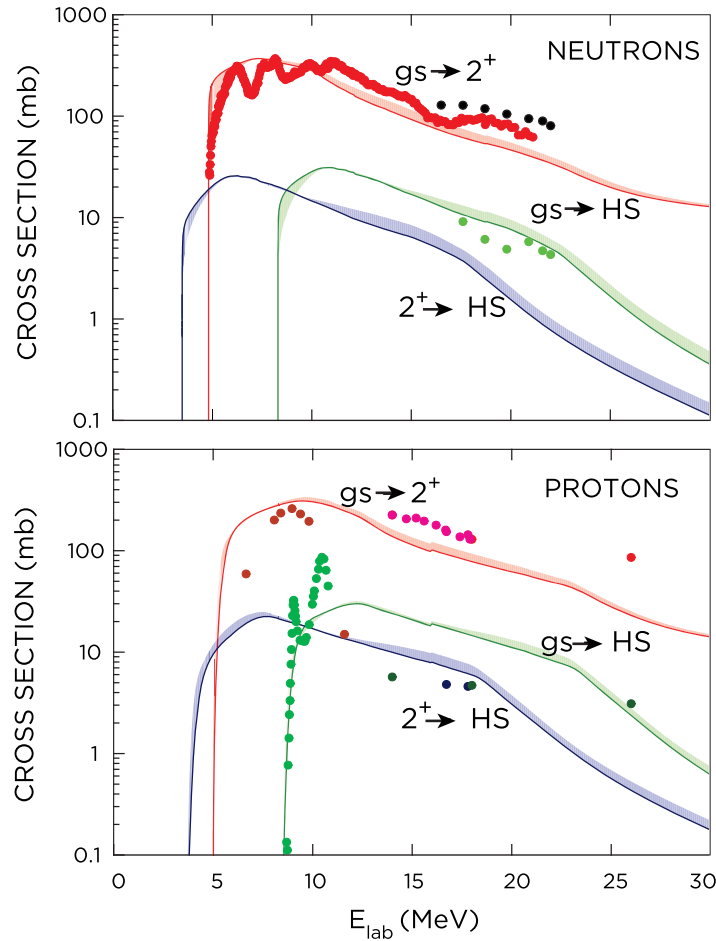 1000
NEUTRONS
gs→2⁺
100
CROSS SECTION (mb)
gs→HS
10
2⁺→ HS
1
0.1
1000
PROTONS
gs→2⁺
100
CROSS SECTION (mb)
gs→HS
10
2⁺→ HS
1
0.1
0 5 10 15 20 25 30
E_lab (MeV)